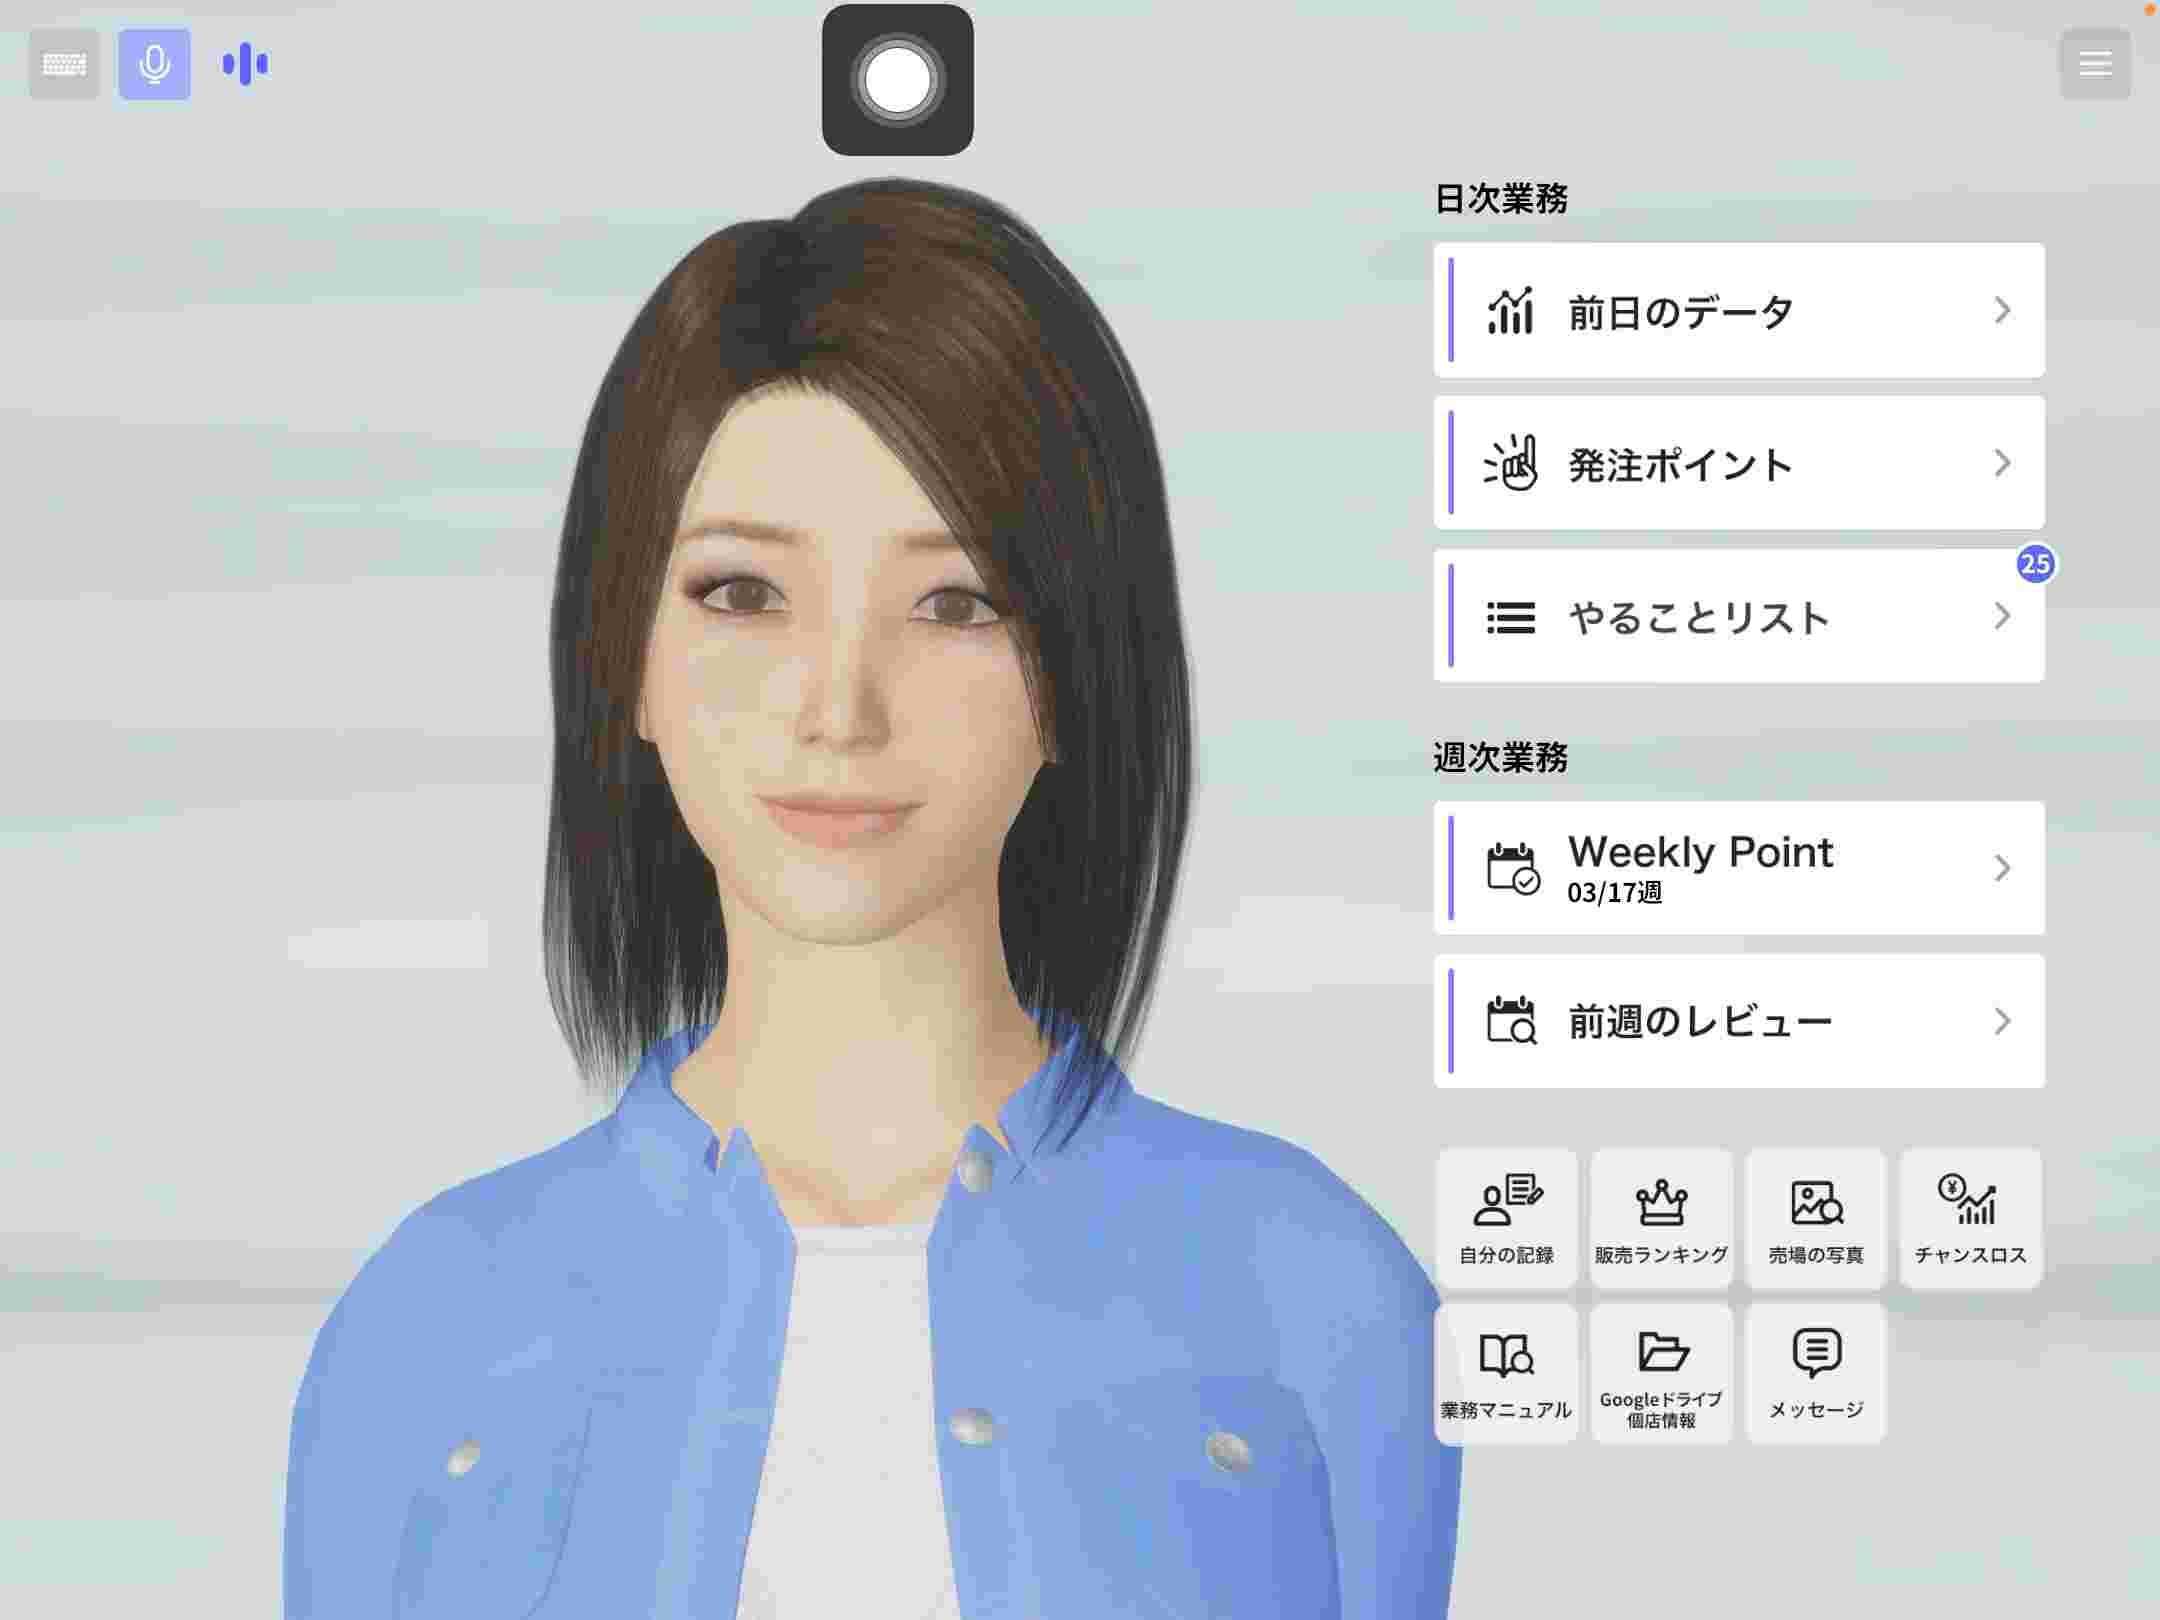 日次業務
前日のデータ
発注ポイント
25
やることリスト
週次業務
Weekly Point
03/17週
前週のレビュー
自分の記録
販売ランキング
売場の写真
チャンスロス
業務マニュアル
Googleドライブ
個店情報
メッセージ